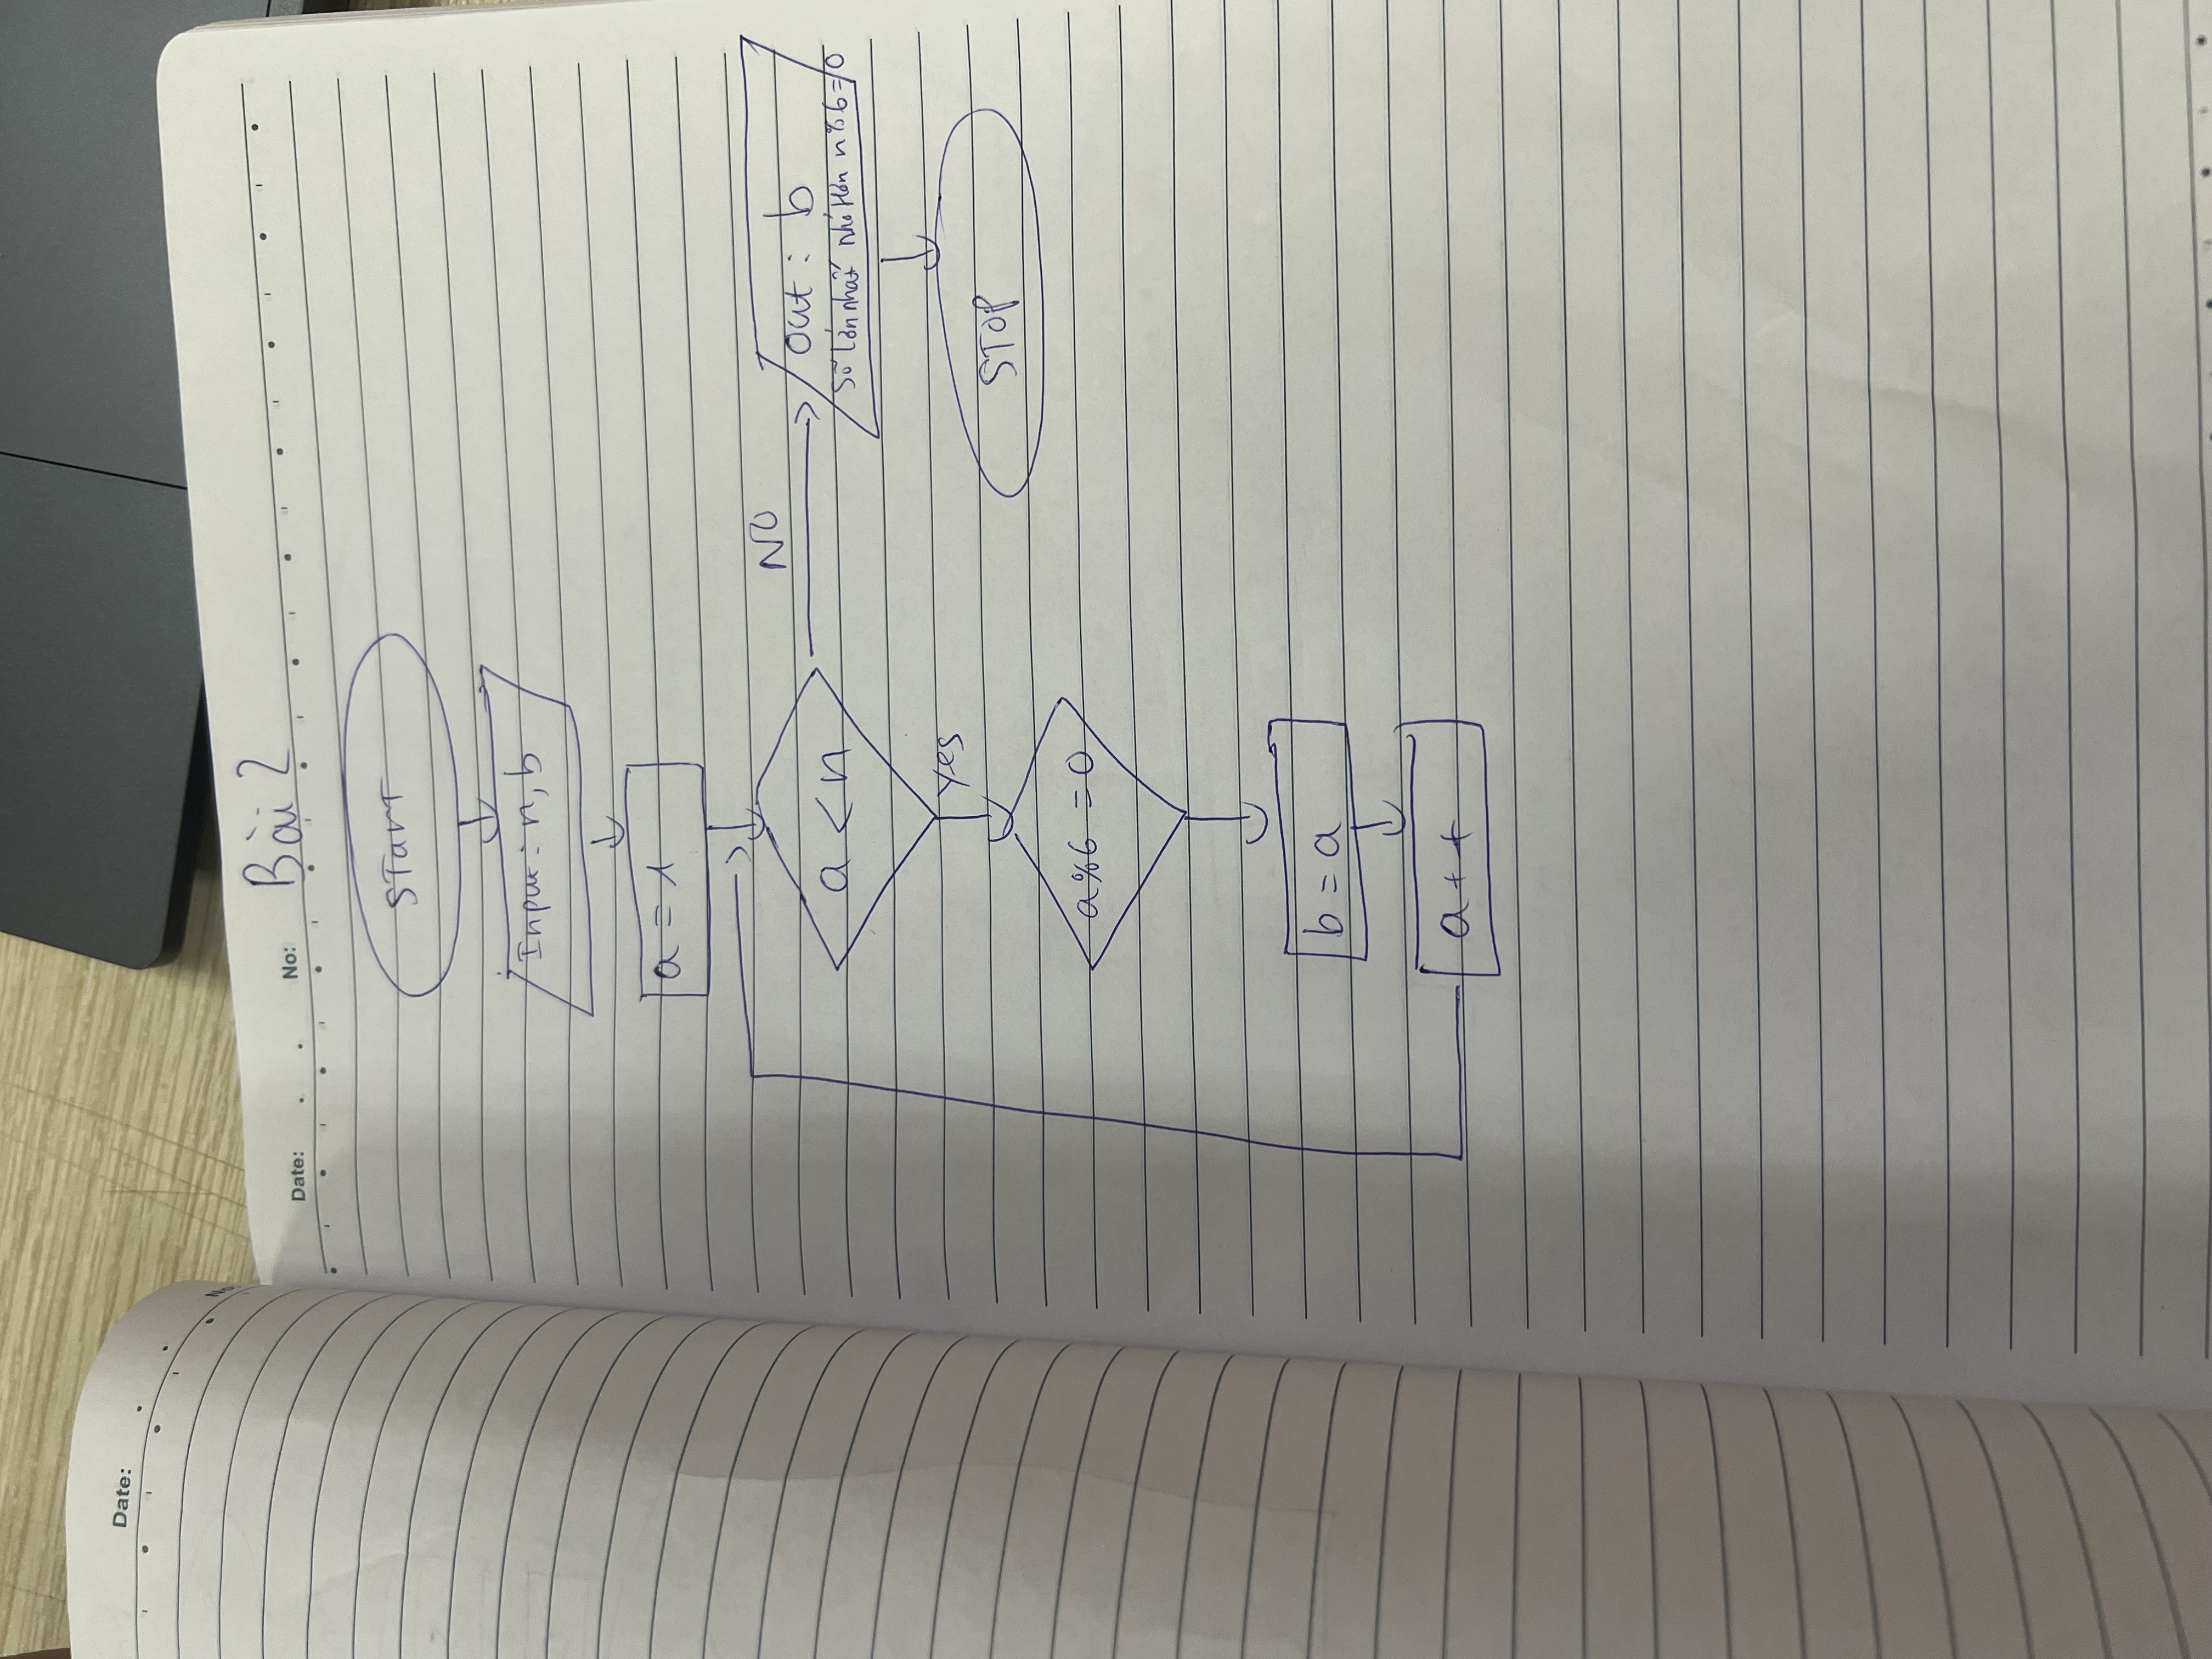 Date:
No
Date: No: Bài 2
START
Input: n, b
a = 1
a < n
NO
out : b
Số lớn nhất nhỏ hơn n%6=0
yes
STOP
a%6 = 0
b = a
a++